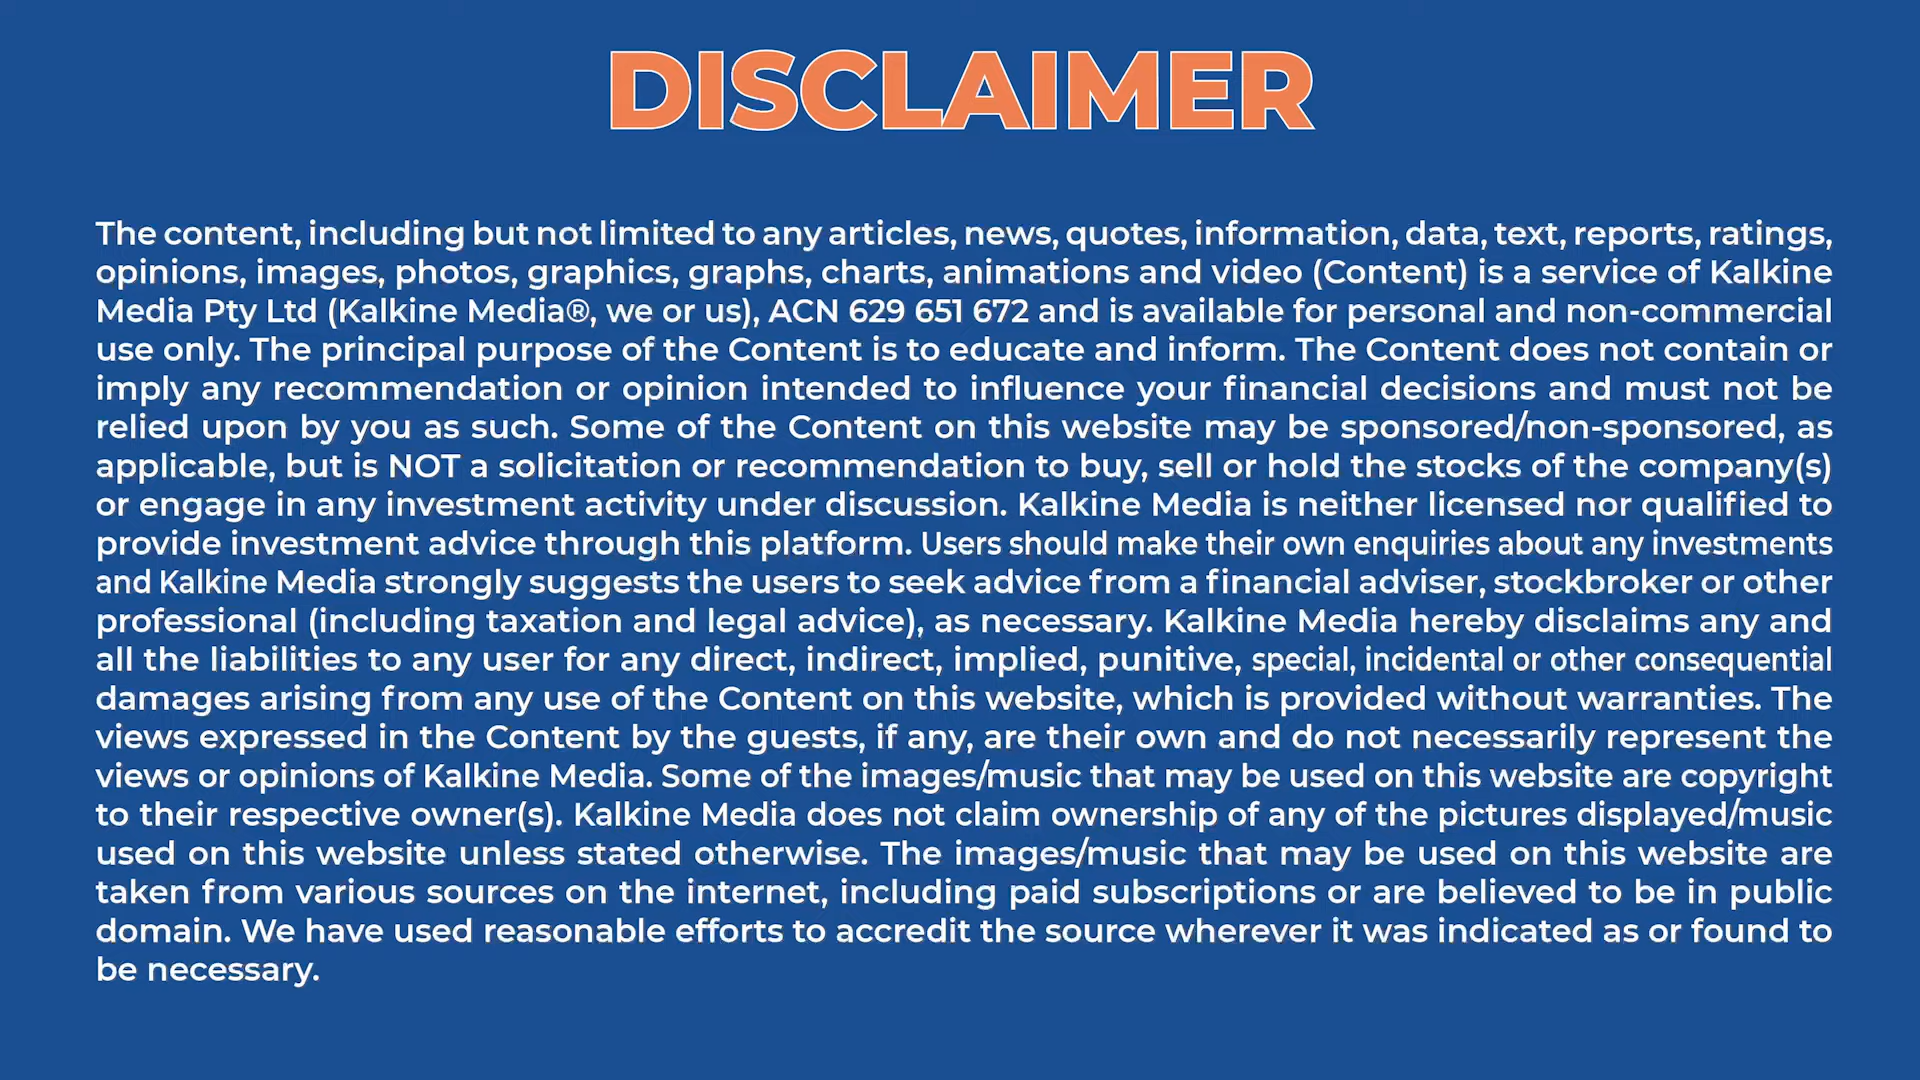 DISCLAIMER
The content, including but not limited to any articles, news, quotes, information, data, text, reports, ratings,
opinions, images, photos, graphics, graphs, charts, animations and video (Content) is a service of Kalkine
Media Pty Ltd (Kalkine Media®, we or us), ACN 629 651 672 and is available for personal and non-commercial
use only. The principal purpose of the Content is to educate and inform. The Content does not contain or
imply any recommendation or opinion intended to influence your financial decisions and must not be
relied upon by you as such. Some of the Content on this website may be sponsored/non-sponsored, as
applicable, but is NOT a solicitation or recommendation to buy, sell or hold the stocks of the company(s)
or engage in any investment activity under discussion. Kalkine Media is neither licensed nor qualified to
provide investment advice through this platform. Users should make their own enquiries about any investments
and Kalkine Media strongly suggests the users to seek advice from a financial adviser, stockbroker or other
professional (including taxation and legal advice), as necessary. Kalkine Media hereby disclaims any and
all the liabilities to any user for any direct, indirect, implied, punitive, special, incidental or other consequential
damages arising from any use of the Content on this website, which is provided without warranties. The
views expressed in the Content by the guests, if any, are their own and do not necessarily represent the
views or opinions of Kalkine Media. Some of the images/music that may be used on this website are copyright
to their respective owner(s). Kalkine Media does not claim ownership of any of the pictures displayed/music
used on this website unless stated otherwise. The images/music that may be used on this website are
taken from various sources on the internet, including paid subscriptions or are believed to be in public
domain. We have used reasonable efforts to accredit the source wherever it was indicated as or found to
be necessary.